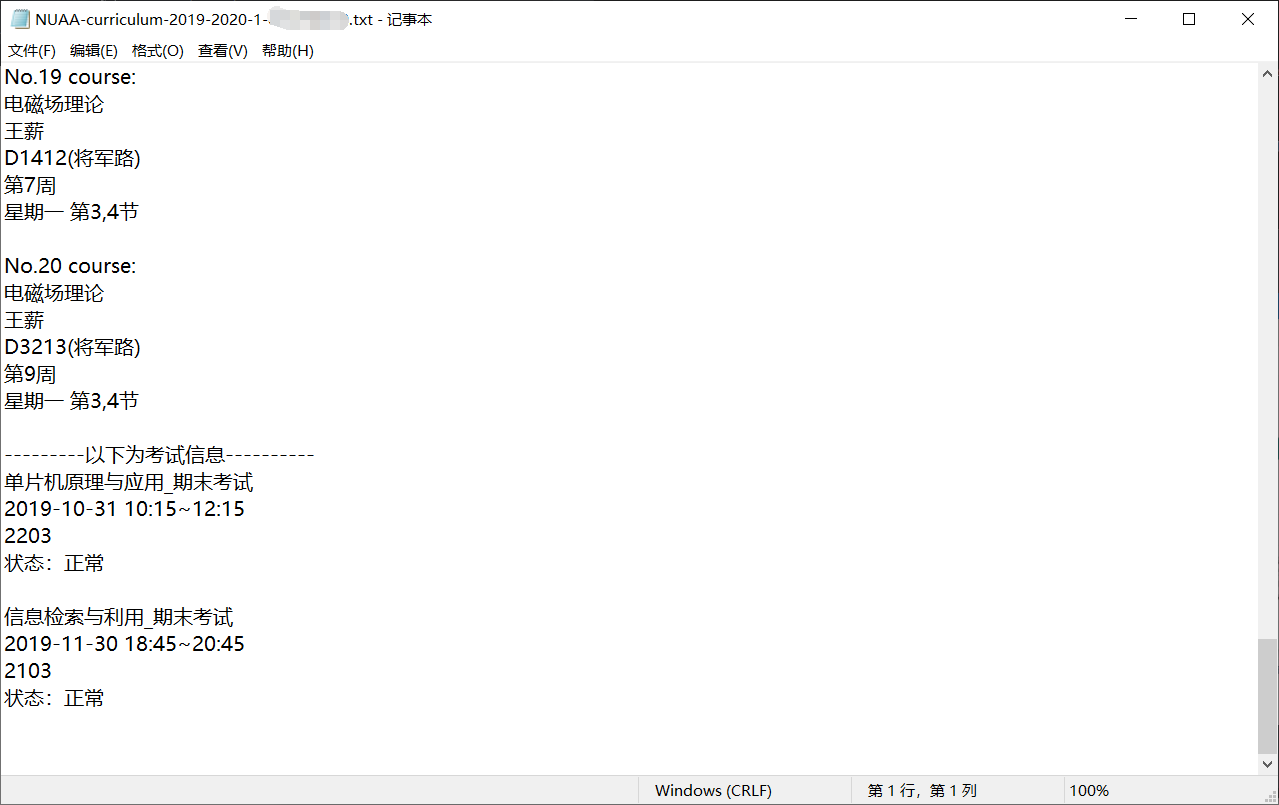 NUAA-curriculum-2019-2020-1- .txt - 记事本
文件(F) 编辑(E) 格式(O) 查看(V) 帮助(H)
No.19 course:
电磁场理论
王薪
D1412(将军路)
第7周
星期一 第3,4节
No.20 course:
电磁场理论
王薪
D3213(将军路)
第9周
星期一 第3,4节
---------以下为考试信息----------
单片机原理与应用_期末考试
2019-10-31 10:15~12:15
2203
状态：正常
信息检索与利用_期末考试
2019-11-30 18:45~20:45
2103
状态：正常
Windows (CRLF) 第 1 行，第 1 列 100%